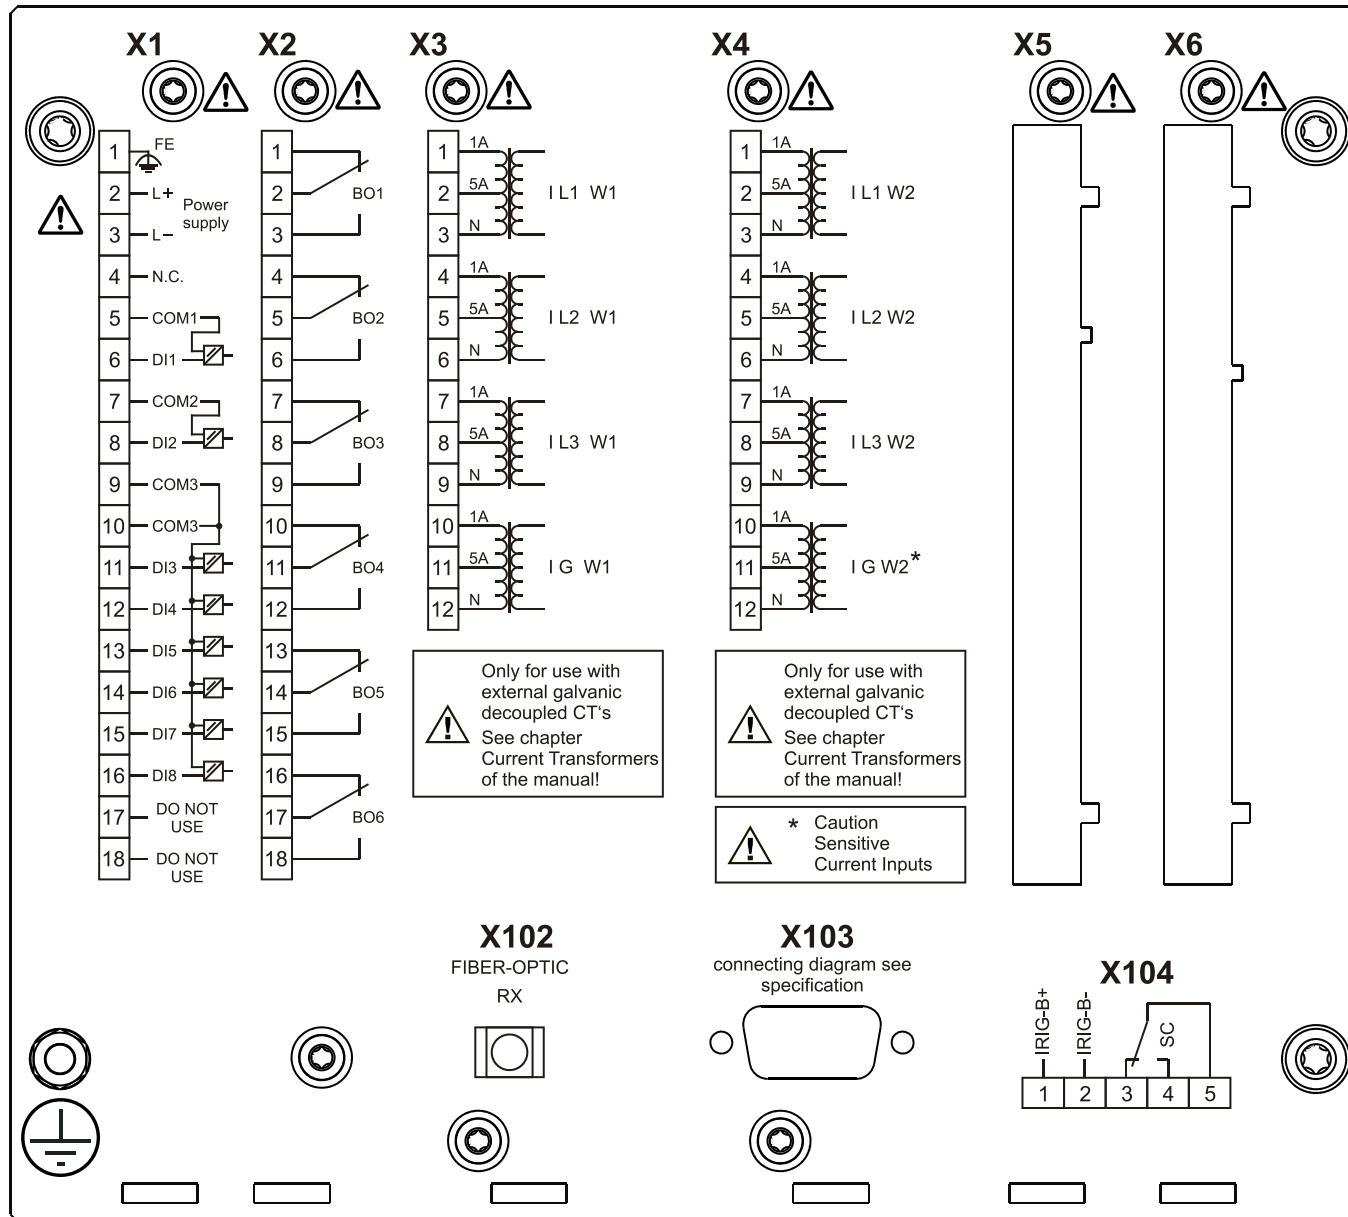 X1
X2
X3
X4
X5
X6
1 FE
2 L+
Power
supply
3 L–
4 N.C.
5 COM1
6 DI1
7 COM2
8 DI2
9 COM3
10 COM3
11 DI3
12 DI4
13 DI5
14 DI6
15 DI7
16 DI8
17 DO NOT
USE
18 DO NOT
USE
1
2 BO1
3
4
5 BO2
6
7
8 BO3
9
10
11 BO4
12
13
14 BO5
15
16
17 BO6
18
1 1A
2 5A I L1 W1
3 N
4 1A
5 5A I L2 W1
6 N
7 1A
8 5A I L3 W1
9 N
10 1A
11 5A I G W1
12 N
Only for use with
external galvanic
decoupled CT‘s
See chapter
Current Transformers
of the manual!
1 1A
2 5A I L1 W2
3 N
4 1A
5 5A I L2 W2
6 N
7 1A
8 5A I L3 W2
9 N
10 1A
11 5A I G W2*
12 N
Only for use with
external galvanic
decoupled CT‘s
See chapter
Current Transformers
of the manual!
* Caution
Sensitive
Current Inputs
X102
FIBER-OPTIC
RX
X103
connecting diagram see
specification
X104
IRIG-B+
IRIG-B-
SC
1 2 3 4 5